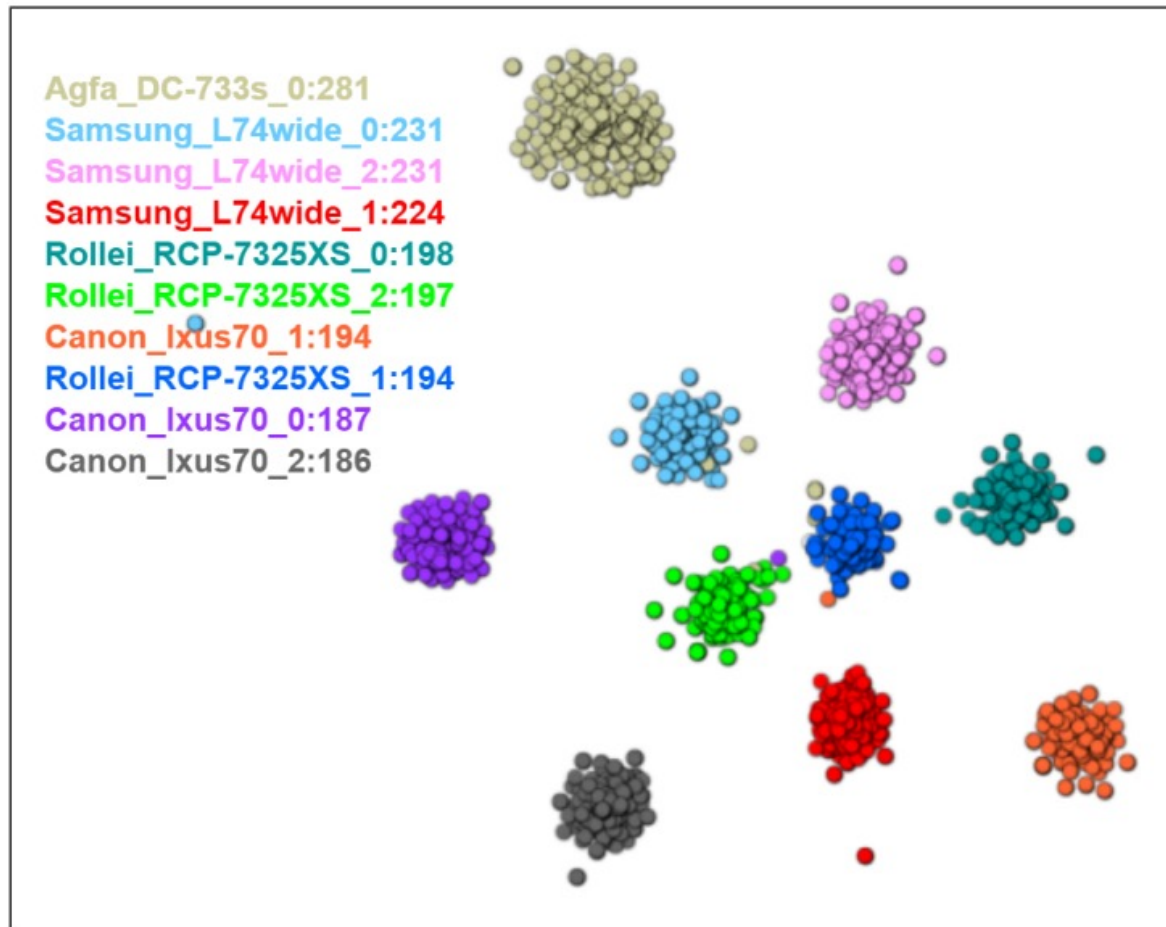 Agfa_DC-733s_0:281
Samsung_L74wide_0:231
Samsung_L74wide_2:231
Samsung_L74wide_1:224
Rollei_RCP-7325XS_0:198
Rollei_RCP-7325XS_2:197
Canon_Ixus70_1:194
Rollei_RCP-7325XS_1:194
Canon_Ixus70_0:187
Canon_Ixus70_2:186